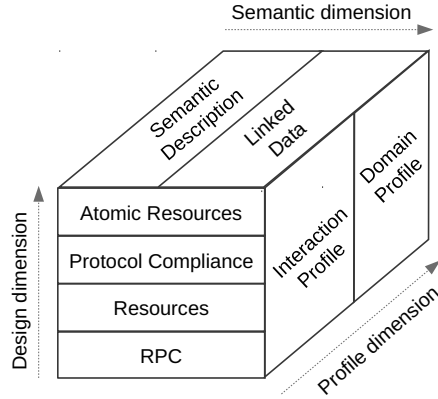 Semantic dimension
Semantic
Description
Linked
Data
Design dimension
Atomic Resources
Protocol Compliance
Resources
RPC
Interaction
Profile
Domain
Profile
Profile dimension